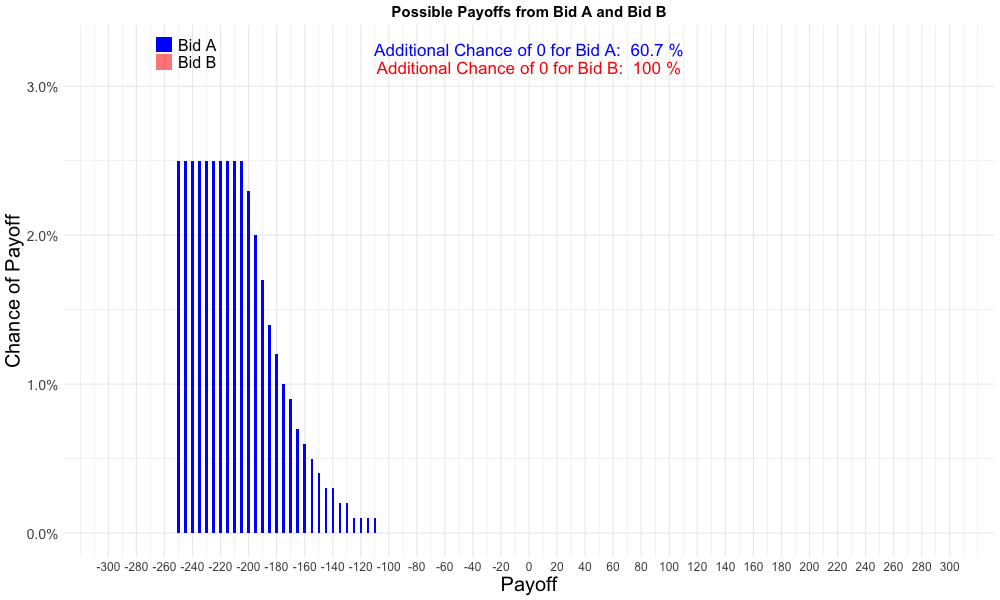 Possible Payoffs from Bid A and Bid B
Bid A
Bid B
Additional Chance of 0 for Bid A:  60.7 %
Additional Chance of 0 for Bid B:  100 %
Chance of Payoff
3.0%
2.0%
1.0%
0.0%
-300 -280 -260 -240 -220 -200 -180 -160 -140 -120 -100 -80 -60 -40 -20 0 20 40 60 80 100 120 140 160 180 200 220 240 260 280 300
Payoff